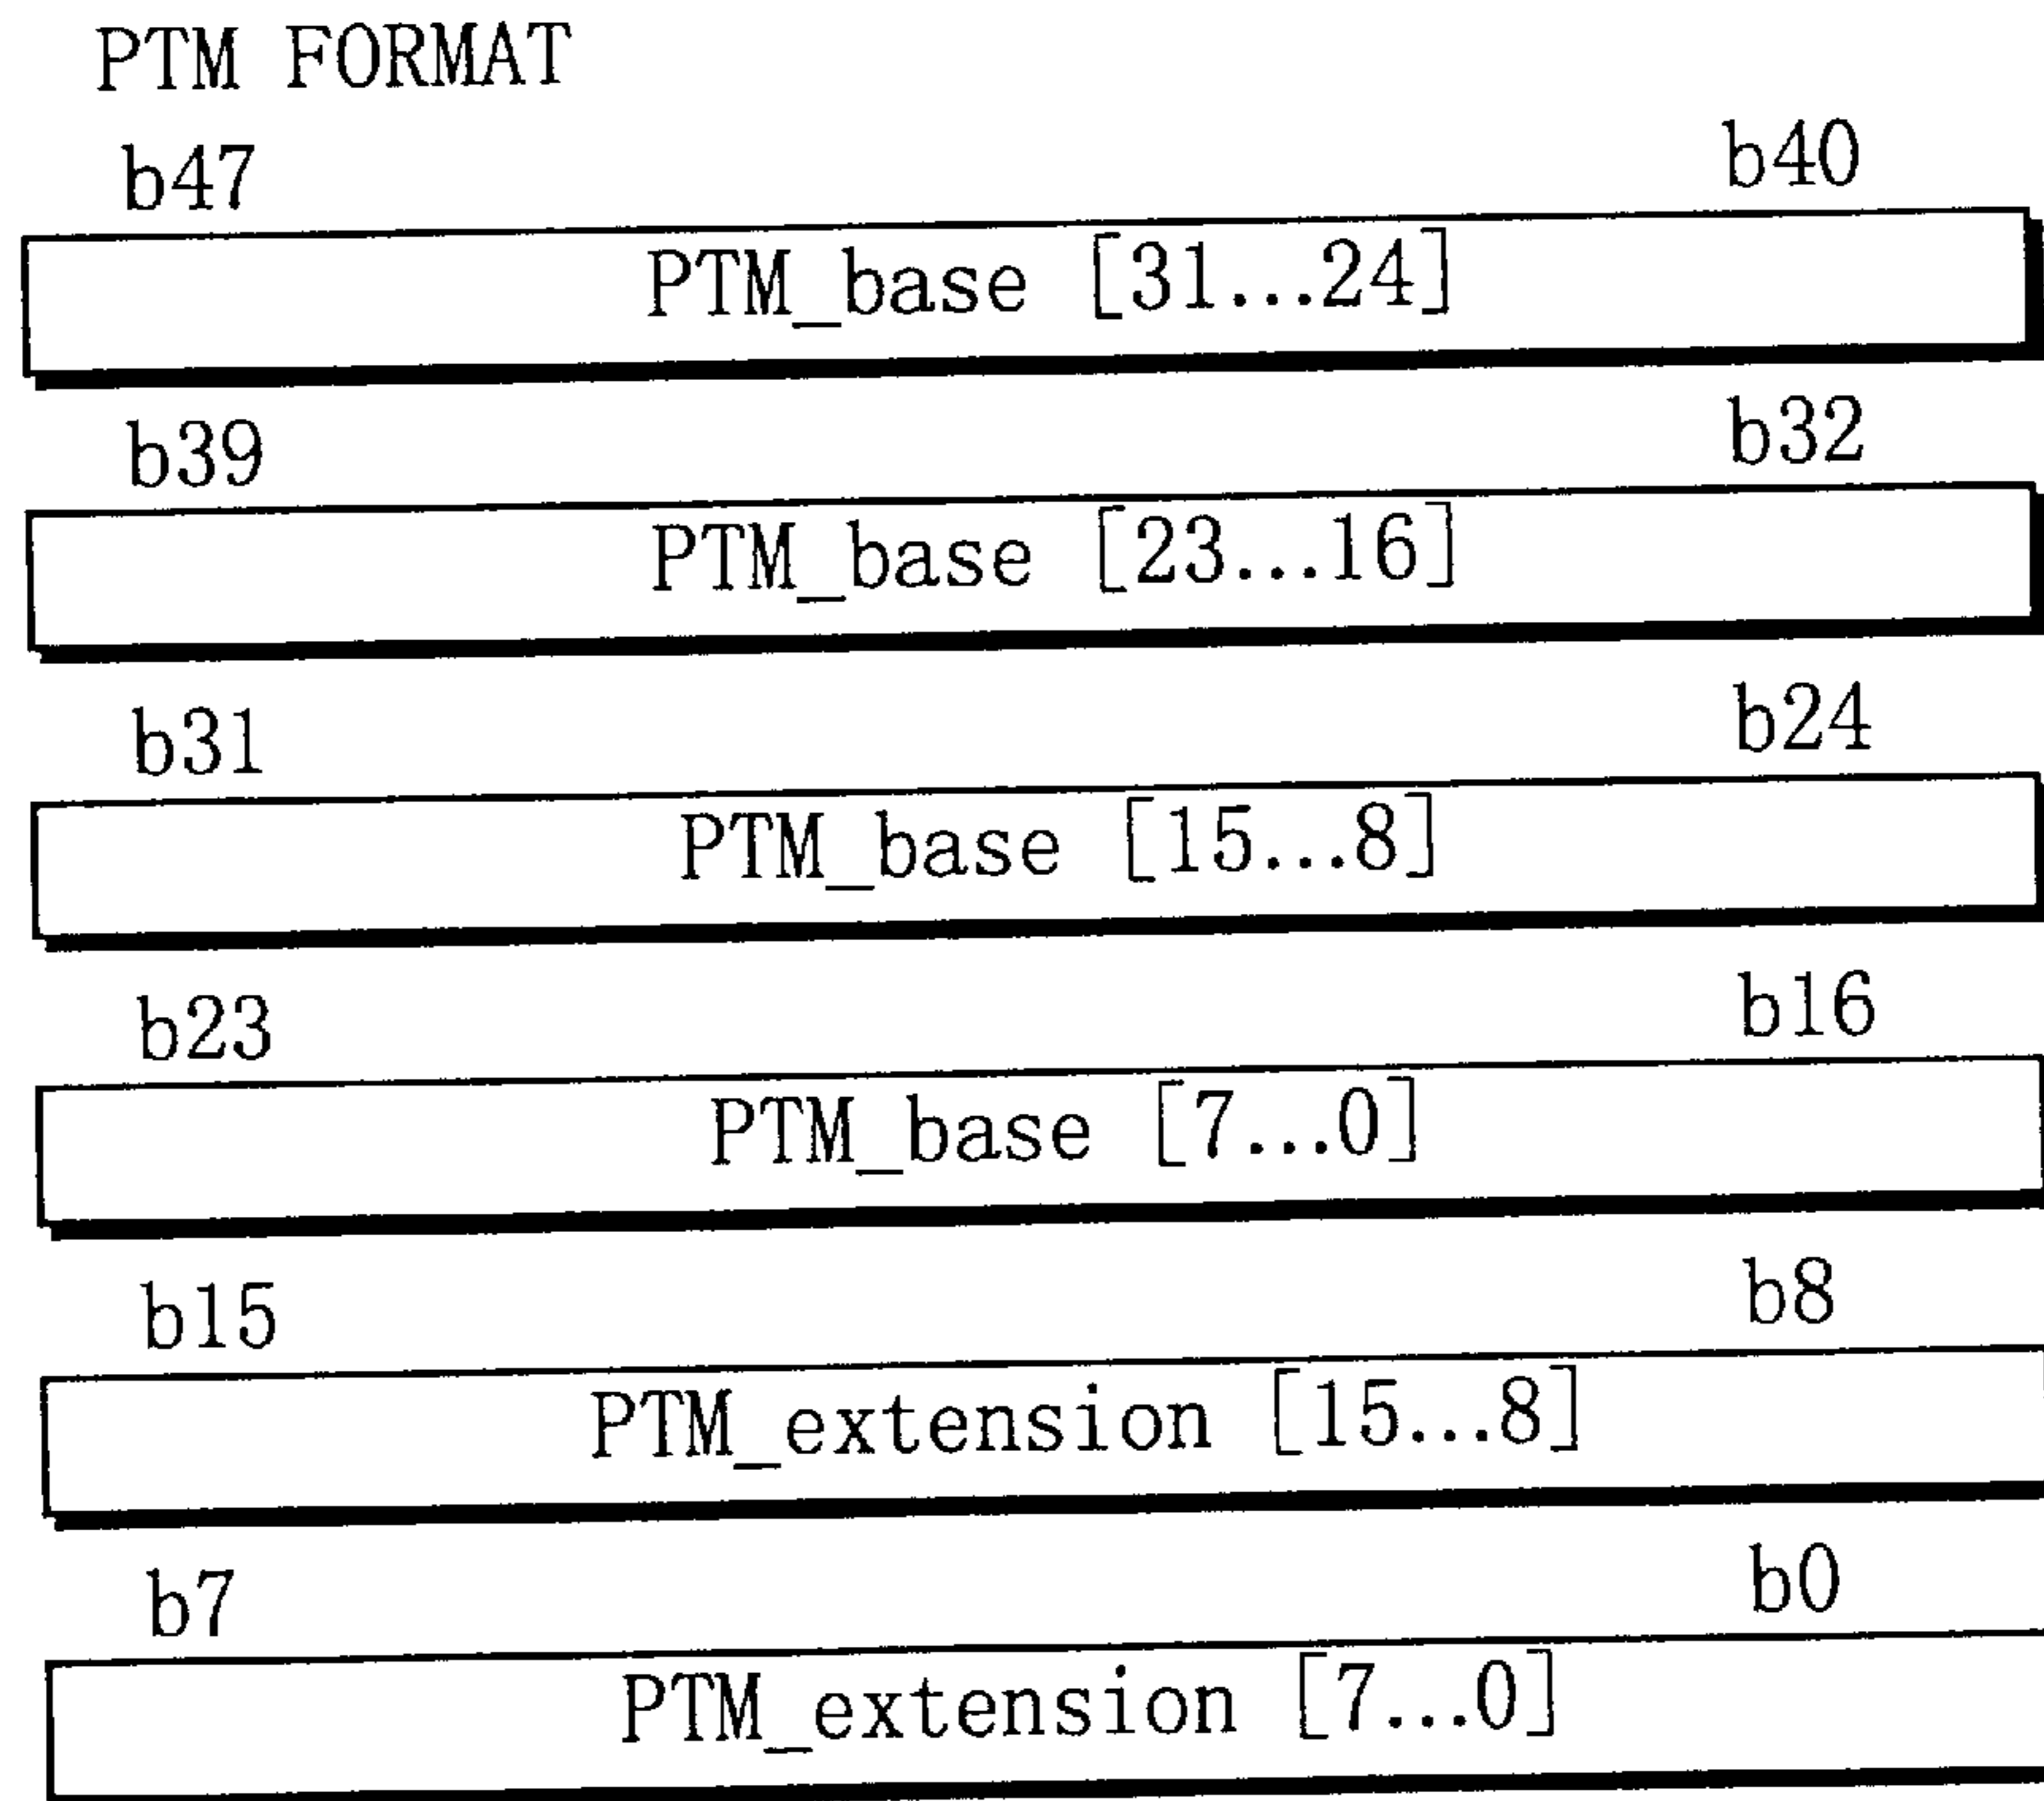 PTM FORMAT
b47 b40
PTM_base [31...24]
b39 b32
PTM_base [23...16]
b31 b24
PTM_base [15...8]
b23 b16
PTM_base [7...0]
b15 b8
PTM_extension [15...8]
b7 b0
PTM_extension [7...0]